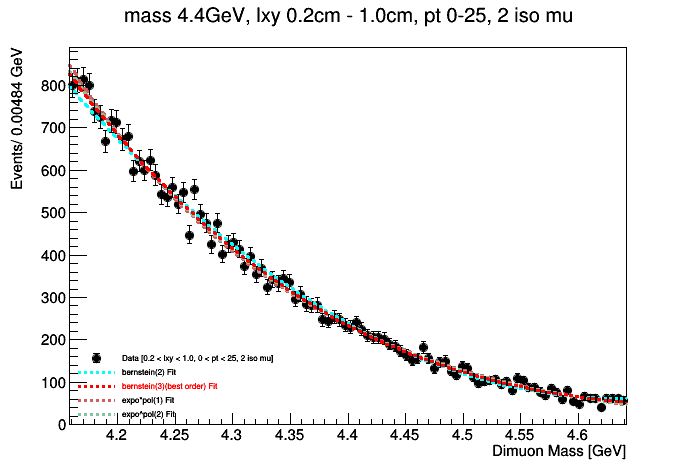 mass 4.4GeV, lxy 0.2cm - 1.0cm, pt 0-25, 2 iso mu
Events/ 0.00484 GeV
800
700
600
500
400
300
200
100
0
Data [0.2 < lxy < 1.0, 0 < pt < 25, 2 iso mu]
bernstein(2) Fit
bernstein(3)(best order) Fit
expo*pol(1) Fit
expo*pol(2) Fit
4.2 4.25 4.3 4.35 4.4 4.45 4.5 4.55 4.6
Dimuon Mass [GeV]